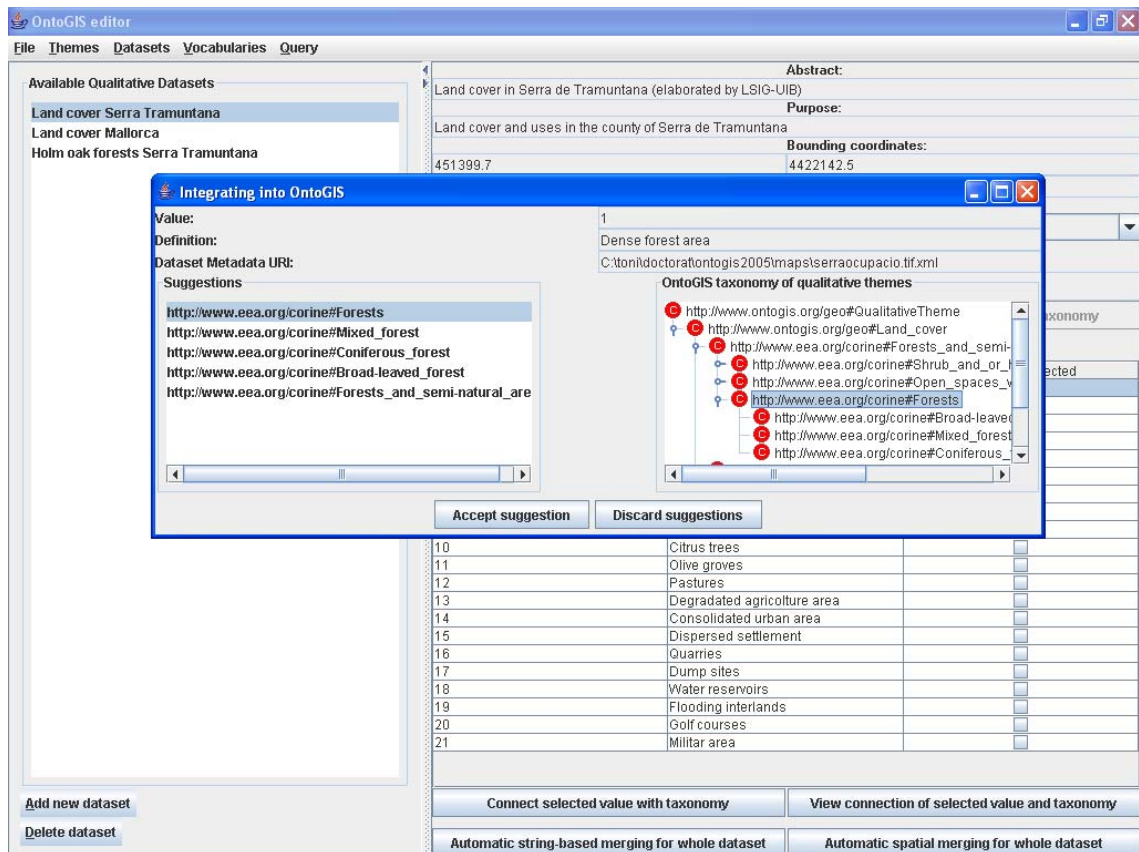 OntoGIS editor
File Themes Datasets Vocabularies Query
Available Qualitative Datasets
Land cover Serra Tramuntana
Land cover Mallorca
Holm oak forests Serra Tramuntana
Abstract:
Land cover in Serra de Tramuntana (elaborated by LSIG-UIB)
Purpose:
Land cover and uses in the county of Serra de Tramuntana
Bounding coordinates:
451399.7 4422142.5
Integrating into OntoGIS
Value: 1
Definition: Dense forest area
Dataset Metadata URI: C:\toni\doctorat\ontogis2005\maps\serraocupacio.tif.xml
Suggestions
http://www.eea.org/corine#Forests
http://www.eea.org/corine#Mixed_forest
http://www.eea.org/corine#Coniferous_forest
http://www.eea.org/corine#Broad-leaved_forest
http://www.eea.org/corine#Forests_and_semi-natural_are
OntoGIS taxonomy of qualitative themes
C http://www.ontogis.org/geo#QualitativeTheme
C http://www.ontogis.org/geo#Land_cover
C http://www.eea.org/corine#Forests_and_semi-
C http://www.eea.org/corine#Shrub_and_or_h
C http://www.eea.org/corine#Open_spaces_v
C http://www.eea.org/corine#Forests
C http://www.eea.org/corine#Broad-leaved
C http://www.eea.org/corine#Mixed_forest
C http://www.eea.org/corine#Coniferous_
Accept suggestion Discard suggestions
axonomy
ected
10 Citrus trees
11 Olive groves
12 Pastures
13 Degradated agricolture area
14 Consolidated urban area
15 Dispersed settlement
16 Quarries
17 Dump sites
18 Water reservoirs
19 Flooding interlands
20 Golf courses
21 Militar area
Add new dataset
Delete dataset
Connect selected value with taxonomy View connection of selected value and taxonomy
Automatic string-based merging for whole dataset Automatic spatial merging for whole dataset